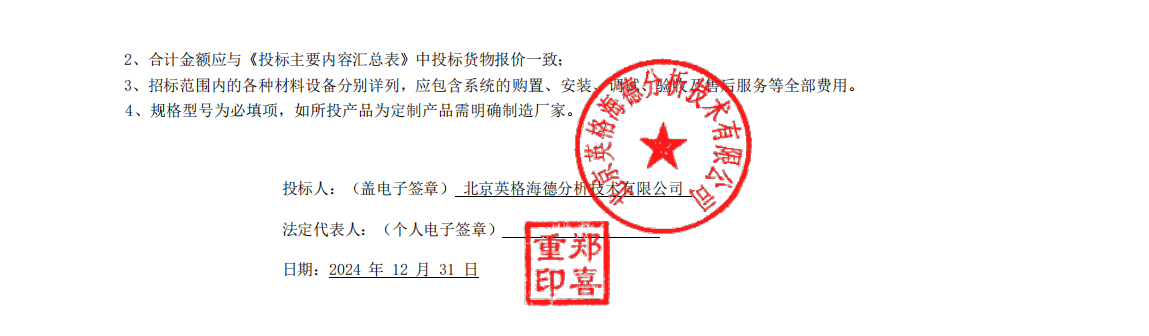 2、合计金额应与《投标主要内容汇总表》中投标货物报价一致；
3、招标范围内的各种材料设备分别详列，应包含系统的购置、安装、调试、验收及售后服务等全部费用。
4、规格型号为必填项，如所投产品为定制产品需明确制造厂家。
北京英格海德分析技术有限公司
投标人：（盖电子签章）北京英格海德分析技术有限公司
法定代表人：（个人电子签章）
郑喜重印
日期：2024 年 12 月 31 日